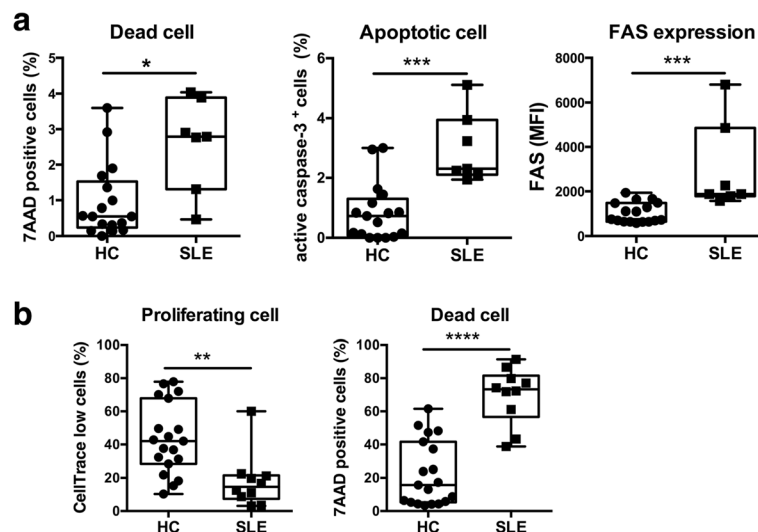 a
Dead cell
7AAD positive cells (%)
5
4
3
2
1
0
*
HC
SLE
Apoptotic cell
active caspase-3 + cells (%)
6
4
2
0
***
HC
SLE
FAS expression
FAS (MFI)
8000
6000
4000
2000
0
***
HC
SLE
b
Proliferating cell
CellTrace low cells (%)
100
80
60
40
20
0
**
HC
SLE
Dead cell
7AAD positive cells (%)
100
80
60
40
20
0
****
HC
SLE